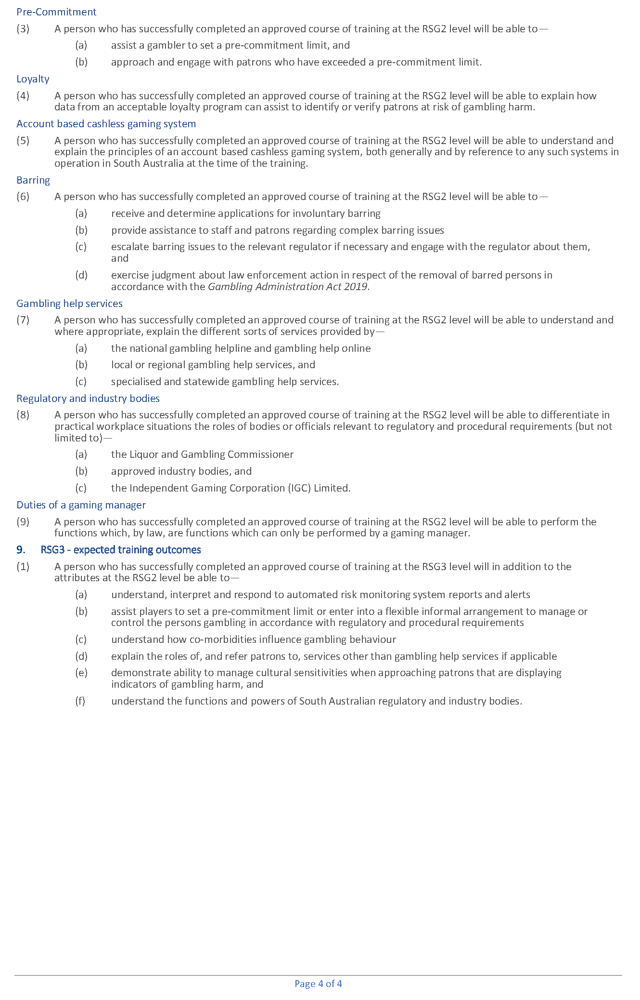 Pre-Commitment
(3) A person who has successfully completed an approved course of training at the RSG2 level will be able to—
(a) assist a gambler to set a pre-commitment limit, and
(b) approach and engage with patrons who have exceeded a pre-commitment limit.
Loyalty
(4) A person who has successfully completed an approved course of training at the RSG2 level will be able to explain how
data from an acceptable loyalty program can assist to identify or verify patrons at risk of gambling harm.
Account based cashless gaming system
(5) A person who has successfully completed an approved course of training at the RSG2 level will be able to understand and
explain the principles of an account based cashless gaming system, both generally and by reference to any such systems in
operation in South Australia at the time of the training.
Barring
(6) A person who has successfully completed an approved course of training at the RSG2 level will be able to—
(a) receive and determine applications for involuntary barring
(b) provide assistance to staff and patrons regarding complex barring issues
(c) escalate barring issues to the relevant regulator if necessary and engage with the regulator about them,
and
(d) exercise judgment about law enforcement action in respect of the removal of barred persons in
accordance with the Gambling Administration Act 2019.
Gambling help services
(7) A person who has successfully completed an approved course of training at the RSG2 level will be able to understand and
where appropriate, explain the different sorts of services provided by—
(a) the national gambling helpline and gambling help online
(b) local or regional gambling help services, and
(c) specialised and statewide gambling help services.
Regulatory and industry bodies
(8) A person who has successfully completed an approved course of training at the RSG2 level will be able to differentiate in
practical workplace situations the roles of bodies or officials relevant to regulatory and procedural requirements (but not
limited to)—
(a) the Liquor and Gambling Commissioner
(b) approved industry bodies, and
(c) the Independent Gaming Corporation (IGC) Limited.
Duties of a gaming manager
(9) A person who has successfully completed an approved course of training at the RSG2 level will be able to perform the
functions which, by law, are functions which can only be performed by a gaming manager.
9. RSG3 - expected training outcomes
(1) A person who has successfully completed an approved course of training at the RSG3 level will in addition to the
attributes at the RSG2 level be able to—
(a) understand, interpret and respond to automated risk monitoring system reports and alerts
(b) assist players to set a pre-commitment limit or enter into a flexible informal arrangement to manage or
control the persons gambling in accordance with regulatory and procedural requirements
(c) understand how co-morbidities influence gambling behaviour
(d) explain the roles of, and refer patrons to, services other than gambling help services if applicable
(e) demonstrate ability to manage cultural sensitivities when approaching patrons that are displaying
indicators of gambling harm, and
(f) understand the functions and powers of South Australian regulatory and industry bodies.
Page 4 of 4